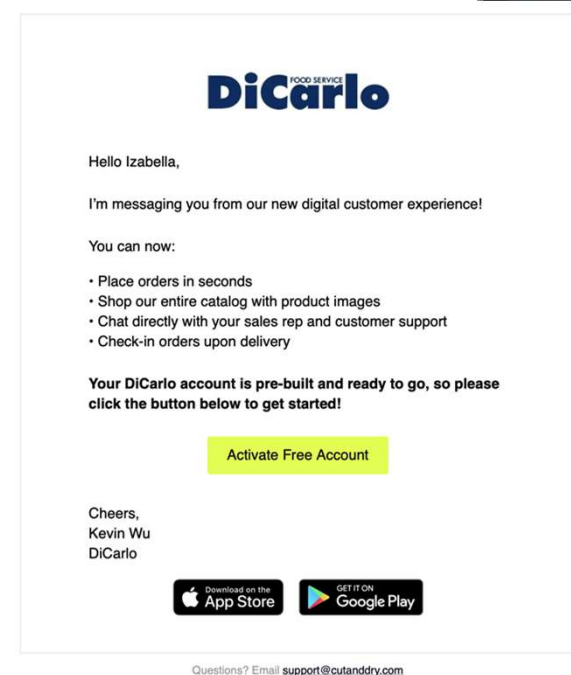 FOOD SERVICE
DiCarlo
Hello Izabella,
I'm messaging you from our new digital customer experience!
You can now:
• Place orders in seconds
• Shop our entire catalog with product images
• Chat directly with your sales rep and customer support
• Check-in orders upon delivery
Your DiCarlo account is pre-built and ready to go, so please
click the button below to get started!
Activate Free Account
Cheers,
Kevin Wu
DiCarlo
Download on the
App Store
GET IT ON
Google Play
Questions? Email support@cutanddry.com